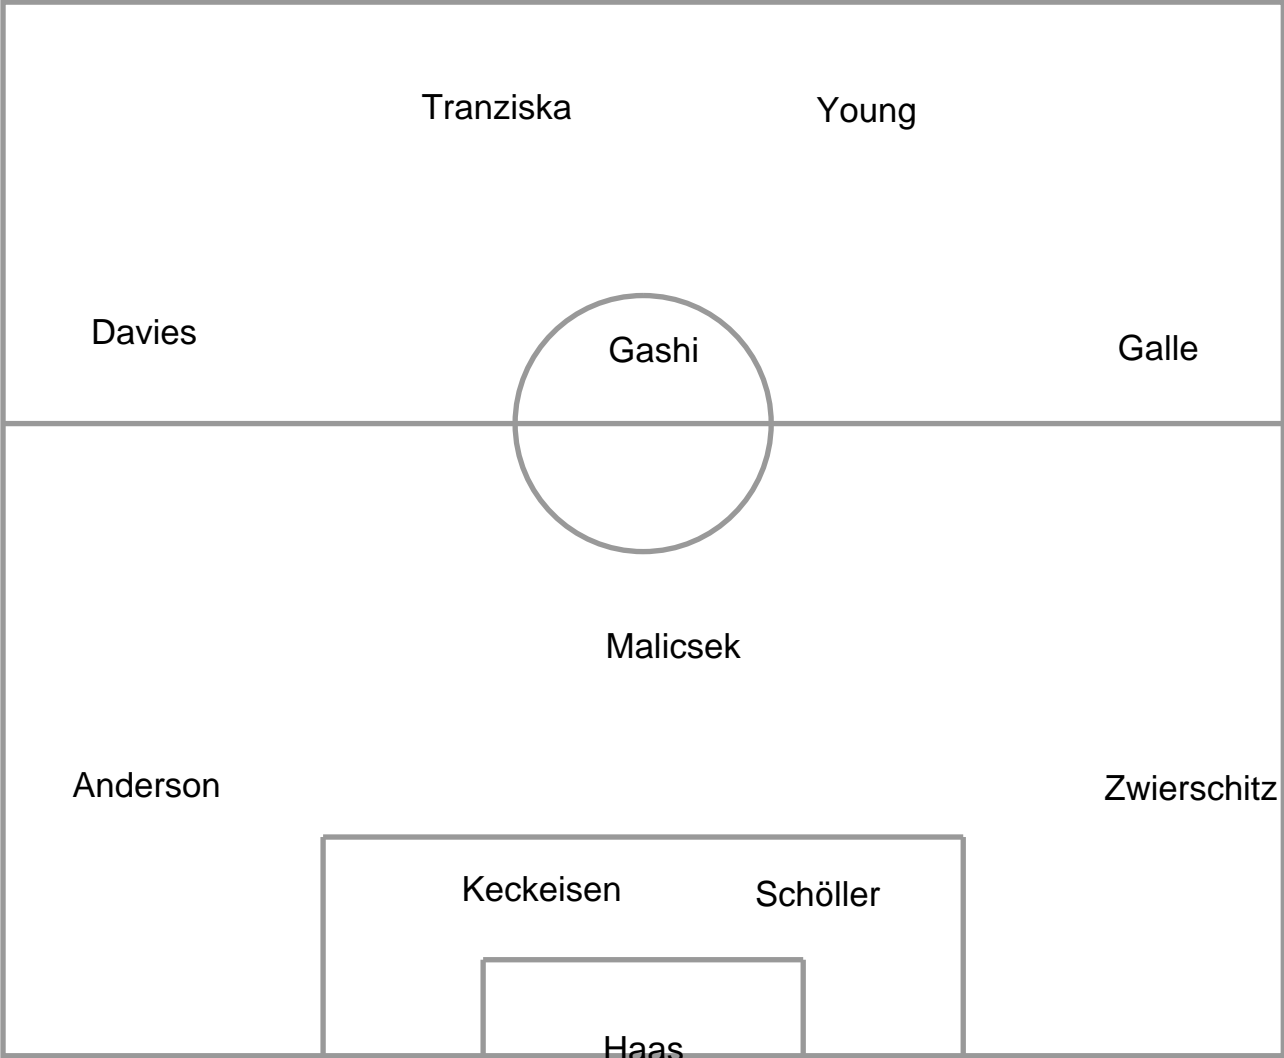 Tranziska Young
Davies Gashi Galle
Malicsek
Anderson Zwierschitz
Keckeisen Schöller
Haas